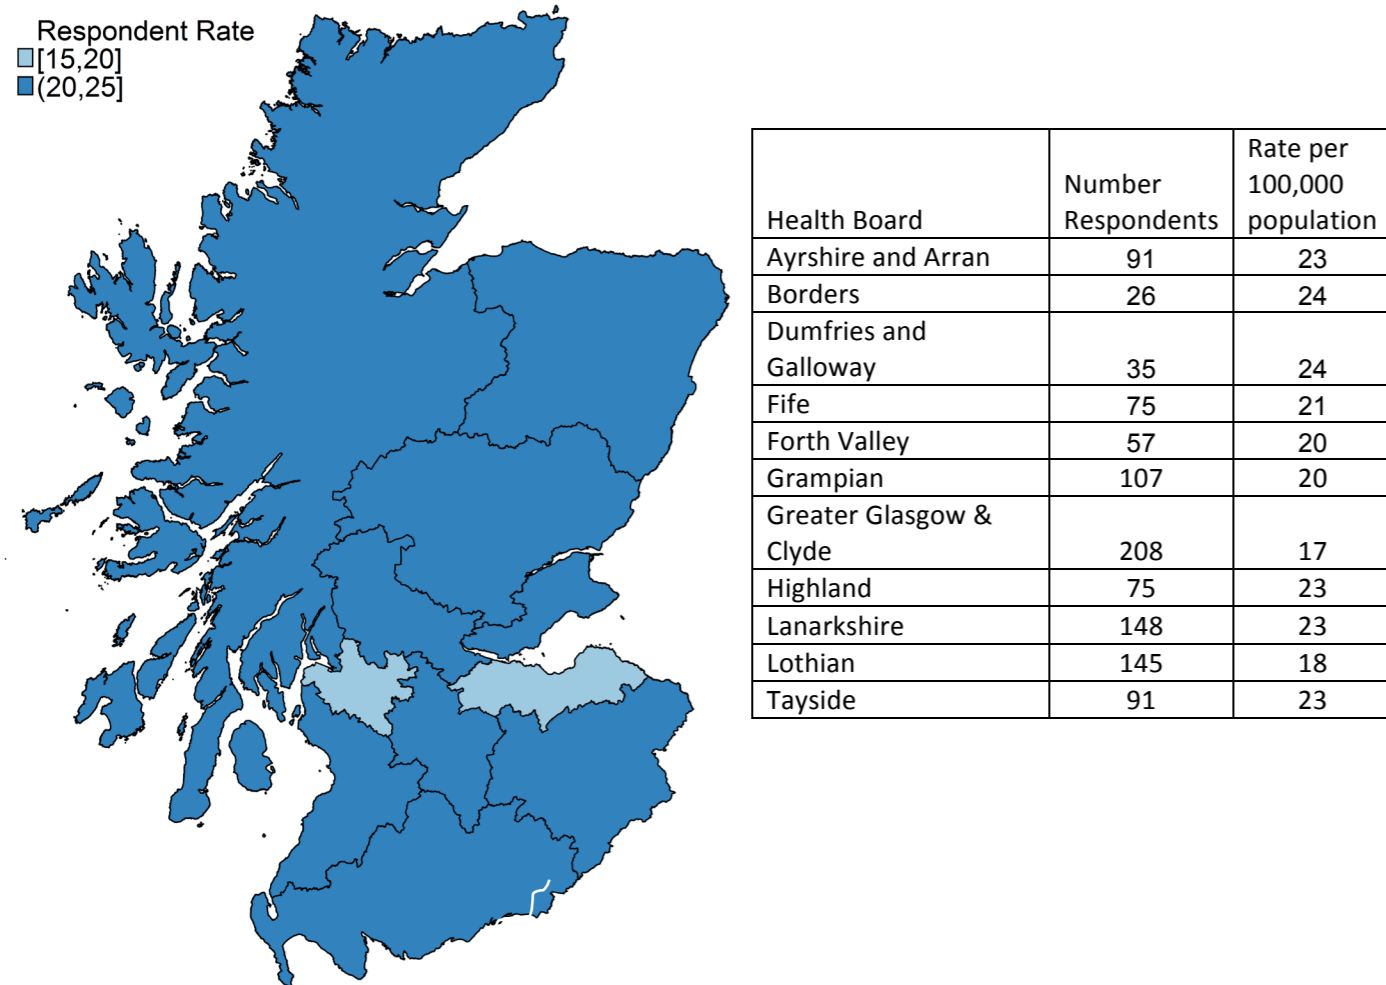 Respondent Rate
[15,20]
(20,25]
Health Board Number Respondents Rate per 100,000 population
Ayrshire and Arran 91 23
Borders 26 24
Dumfries and
Galloway 35 24
Fife 75 21
Forth Valley 57 20
Grampian 107 20
Greater Glasgow &
Clyde 208 17
Highland 75 23
Lanarkshire 148 23
Lothian 145 18
Tayside 91 23